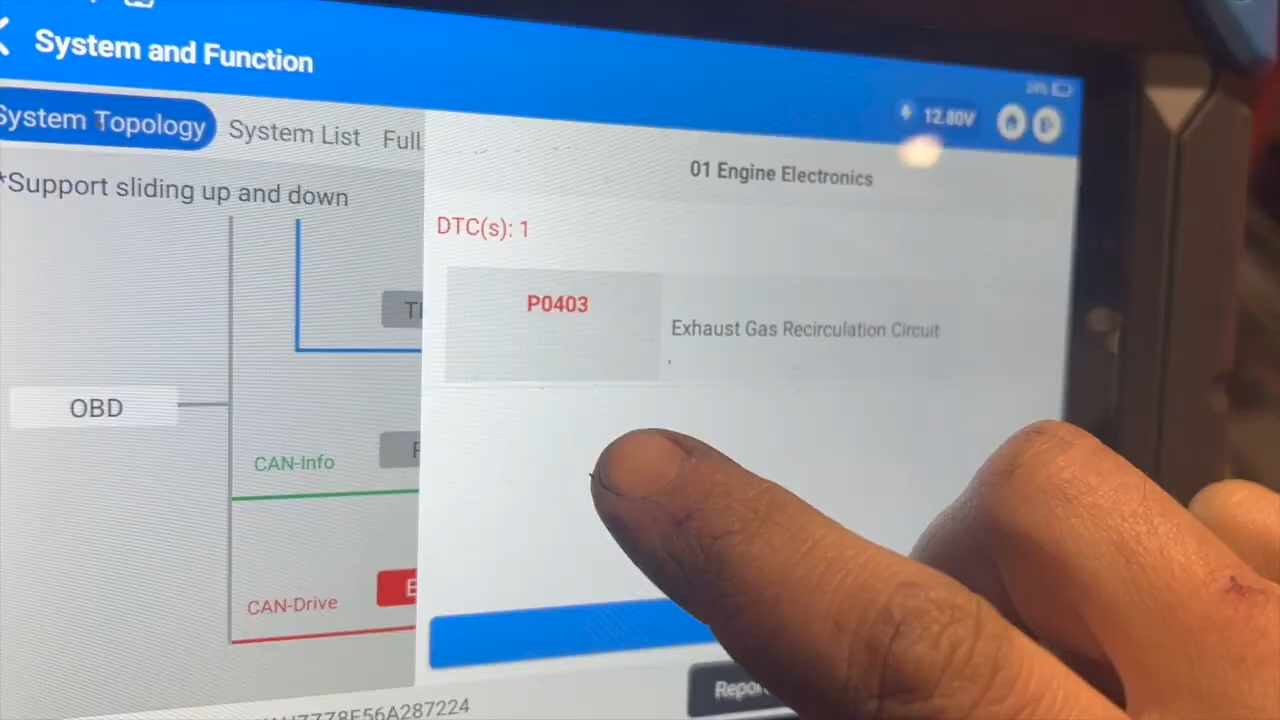 System and Function
System Topology
System List
Full
12.80V
*Support sliding up and down
01 Engine Electronics
DTC(s): 1
P0403
Exhaust Gas Recirculation Circuit
OBD
CAN-Info
CAN-Drive
Repor